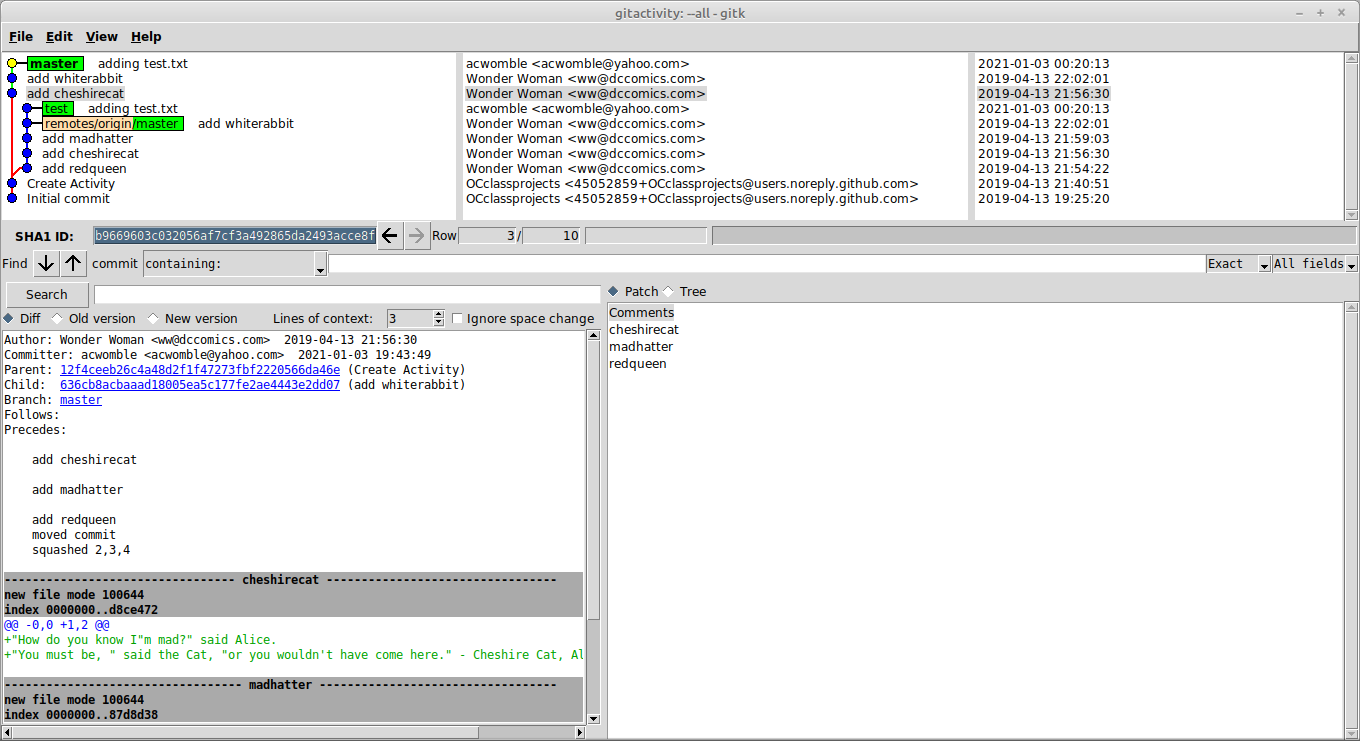 gitactivity: --all - gitk
File Edit View Help
master adding test.txt acwomble <acwomble@yahoo.com> 2021-01-03 00:20:13
add whiterabbit Wonder Woman <ww@dccomics.com> 2019-04-13 22:02:01
add cheshirecat Wonder Woman <ww@dccomics.com> 2019-04-13 21:56:30
test adding test.txt acwomble <acwomble@yahoo.com> 2021-01-03 00:20:13
remotes/origin/master add whiterabbit Wonder Woman <ww@dccomics.com> 2019-04-13 22:02:01
add madhatter Wonder Woman <ww@dccomics.com> 2019-04-13 21:59:03
add cheshirecat Wonder Woman <ww@dccomics.com> 2019-04-13 21:56:30
add redqueen Wonder Woman <ww@dccomics.com> 2019-04-13 21:54:22
Create Activity OCclassprojects <45052859+OCclassprojects@users.noreply.github.com> 2019-04-13 21:40:51
Initial commit OCclassprojects <45052859+OCclassprojects@users.noreply.github.com> 2019-04-13 19:25:20
SHA1 ID: b9669603c032056af7cf3a492865da2493acce8f Row 3 / 10
Find commit containing: Exact All fields
Search
Diff Old version New version Lines of context: 3 Ignore space change
Author: Wonder Woman <ww@dccomics.com> 2019-04-13 21:56:30
Committer: acwomble <acwomble@yahoo.com> 2021-01-03 19:43:49
Parent: 12f4ceeb26c4a48d2f1f47273fbf2220566da46e (Create Activity)
Child: 636cb8acbaaad18005ea5c177fe2ae4443e2dd07 (add whiterabbit)
Branch: master
Follows:
Precedes:
add cheshirecat
add madhatter
add redqueen
moved commit
squashed 2,3,4
--------------------------------- cheshirecat ---------------------------------
new file mode 100644
index 0000000..d8ce472
@@ -0,0 +1,2 @@
+"How do you know I"m mad?" said Alice.
+"You must be, " said the Cat, "or you wouldn't have come here." - Cheshire Cat, Al
---------------------------------- madhatter ----------------------------------
new file mode 100644
index 0000000..87d8d38
Patch Tree
Comments
cheshirecat
madhatter
redqueen